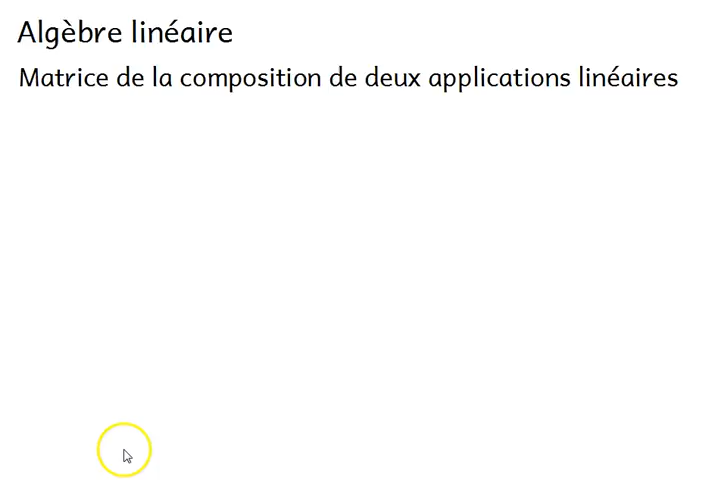 Algèbre linéaire
Matrice de la composition de deux applications linéaires